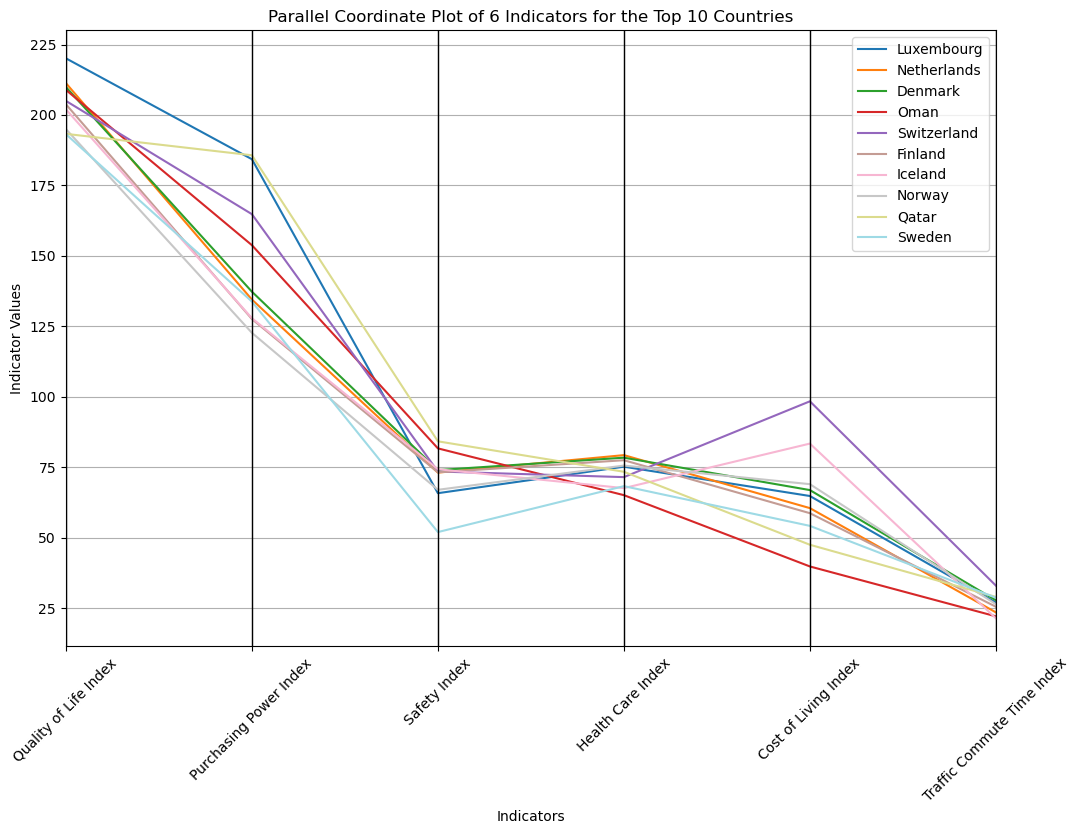 Parallel Coordinate Plot of 6 Indicators for the Top 10 Countries
Indicator Values
225
200
175
150
125
100
75
50
25
Luxembourg
Netherlands
Denmark
Oman
Switzerland
Finland
Iceland
Norway
Qatar
Sweden
Quality of Life Index
Purchasing Power Index
Safety Index
Health Care Index
Cost of Living Index
Traffic Commute Time Index
Indicators